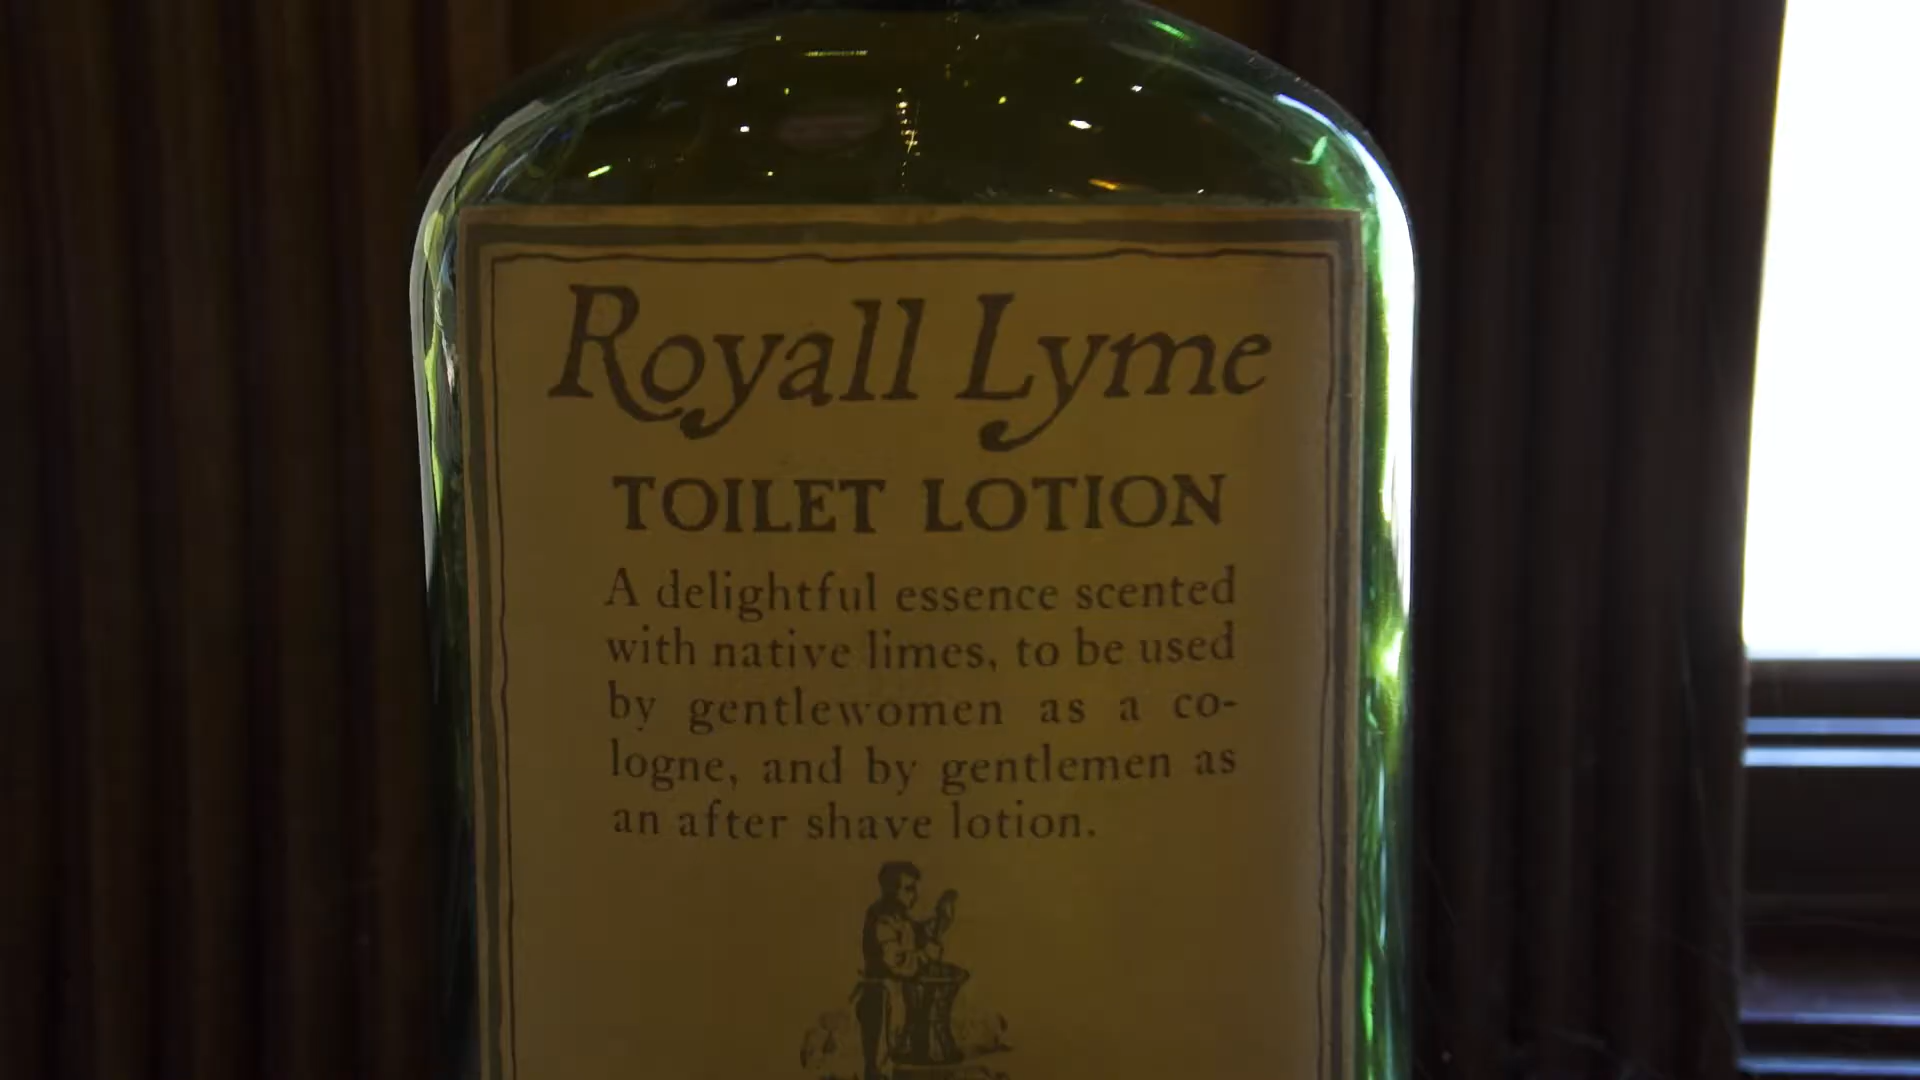 Royall Lyme
TOILET LOTION
A delightful essence scented
with native limes, to be used
by gentlewomen as a co-
logne, and by gentlemen as
an after shave lotion.